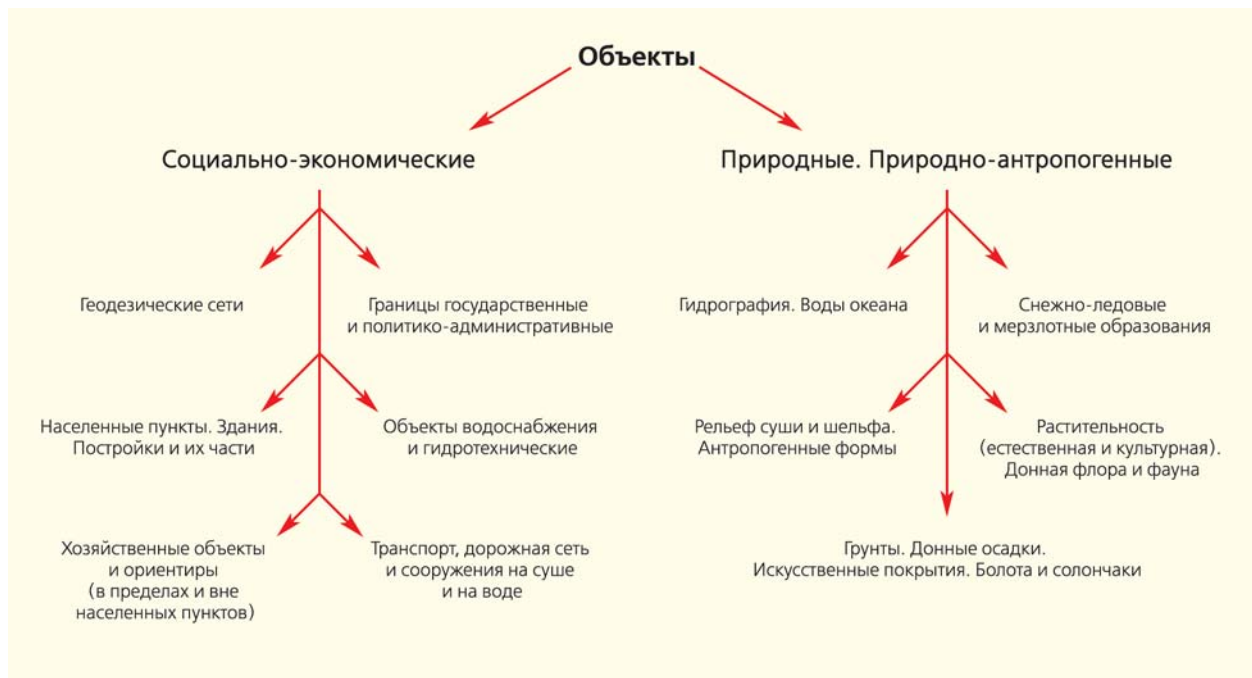 Объекты
Социально-экономические
Природные. Природно-антропогенные
Геодезические сети
Границы государственные
и политико-административные
Населенные пункты. Здания.
Постройки и их части
Объекты водоснабжения
и гидротехнические
Хозяйственные объекты
и ориентиры
(в пределах и вне
населенных пунктов)
Транспорт, дорожная сеть
и сооружения на суше
и на воде
Гидрография. Воды океана
Снежно-ледовые
и мерзлотные образования
Рельеф суши и шельфа.
Антропогенные формы
Растительность
(естественная и культурная).
Донная флора и фауна
Грунты. Донные осадки.
Искусственные покрытия. Болота и солончаки